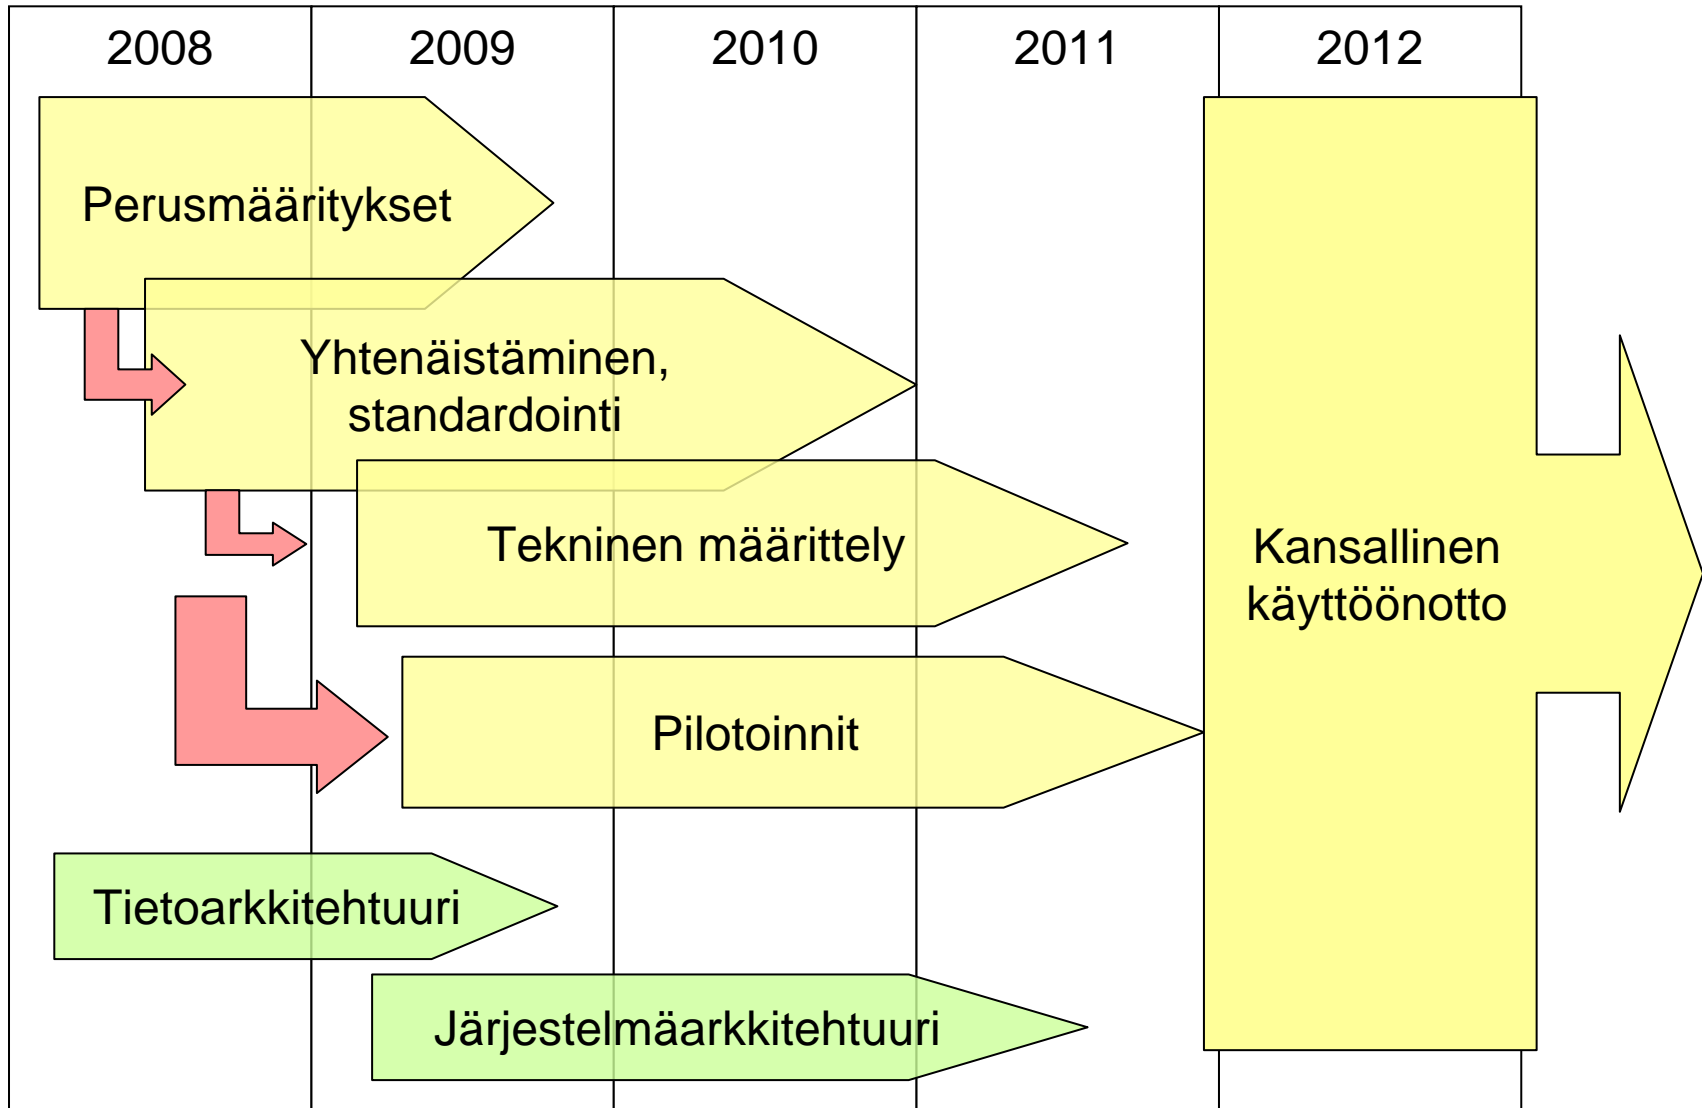 2008
2009
2010
2011
2012
Perusmääritykset
Yhtenäistäminen,
standardointi
Tekninen määrittely
Kansallinen
käyttöönotto
Pilotoinnit
Tietoarkkitehtuuri
Järjestelmäarkkitehtuuri